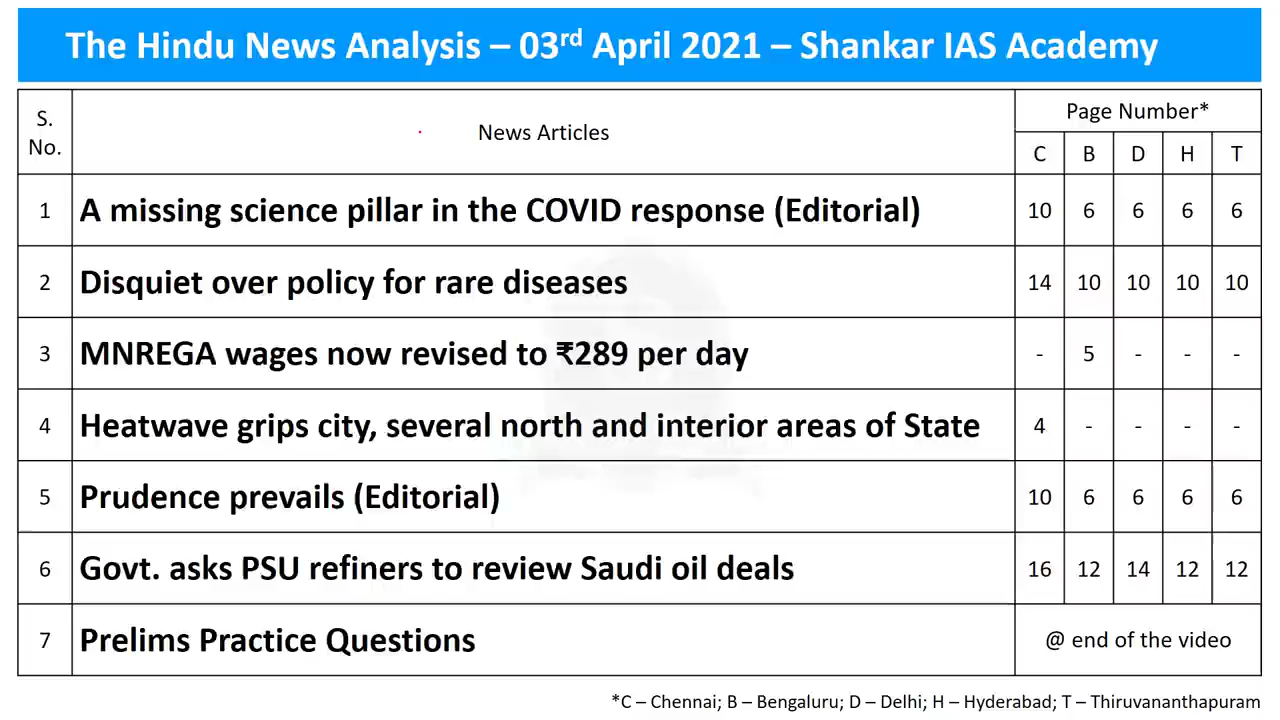 The Hindu News Analysis – 03rd April 2021 – Shankar IAS Academy
S. No. News Articles Page Number*
C B D H T
1 A missing science pillar in the COVID response (Editorial) 10 6 6 6 6
2 Disquiet over policy for rare diseases 14 10 10 10 10
3 MNREGA wages now revised to ₹289 per day - 5 - - -
4 Heatwave grips city, several north and interior areas of State 4 - - - -
5 Prudence prevails (Editorial) 10 6 6 6 6
6 Govt. asks PSU refiners to review Saudi oil deals 16 12 14 12 12
7 Prelims Practice Questions @ end of the video
*C – Chennai; B – Bengaluru; D – Delhi; H – Hyderabad; T – Thiruvananthapuram